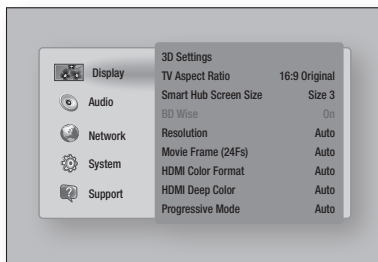 Display
Audio
Network
System
Support
3D Settings
TV Aspect Ratio 16:9 Original
Smart Hub Screen Size Size 3
BD Wise On
Resolution Auto
Movie Frame (24Fs) Auto
HDMI Color Format Auto
HDMI Deep Color Auto
Progressive Mode Auto